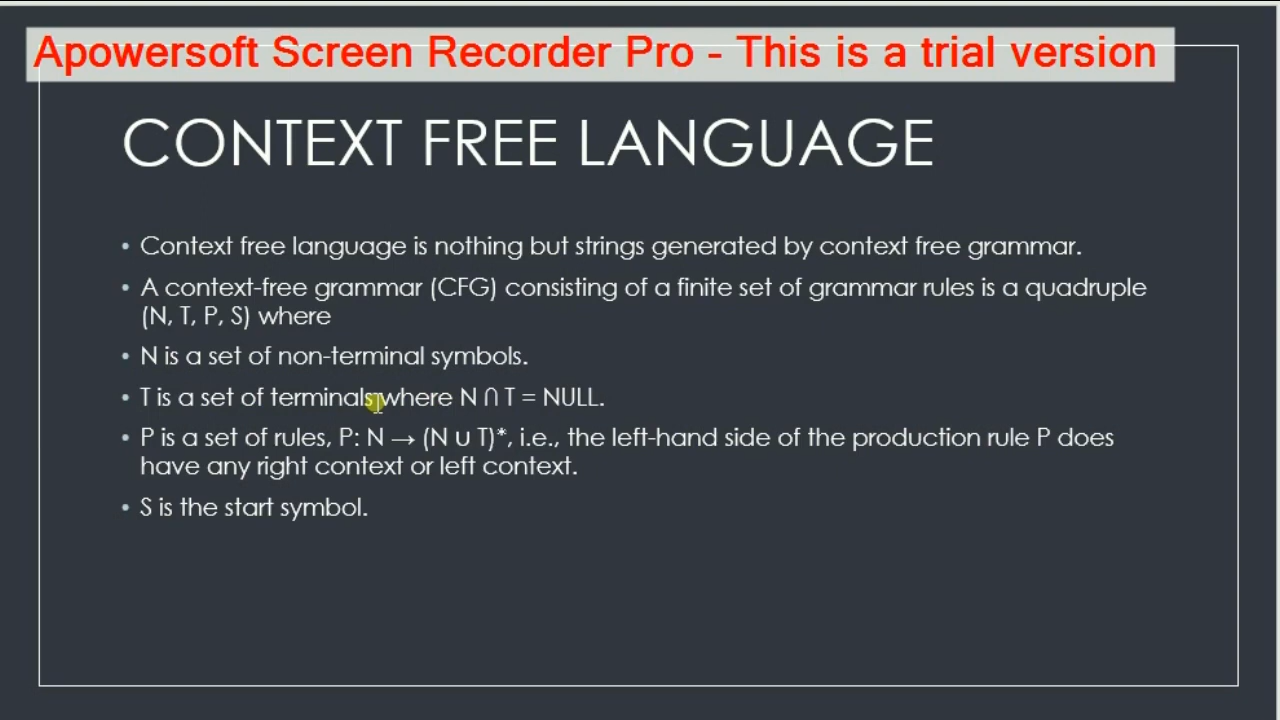 Apowersoft Screen Recorder Pro - This is a trial version
CONTEXT FREE LANGUAGE
• Context free language is nothing but strings generated by context free grammar.
• A context-free grammar (CFG) consisting of a finite set of grammar rules is a quadruple
(N, T, P, S) where
• N is a set of non-terminal symbols.
• T is a set of terminals where N ∩ T = NULL.
• P is a set of rules, P: N → (N ∪ T)*, i.e., the left-hand side of the production rule P does
have any right context or left context.
• S is the start symbol.